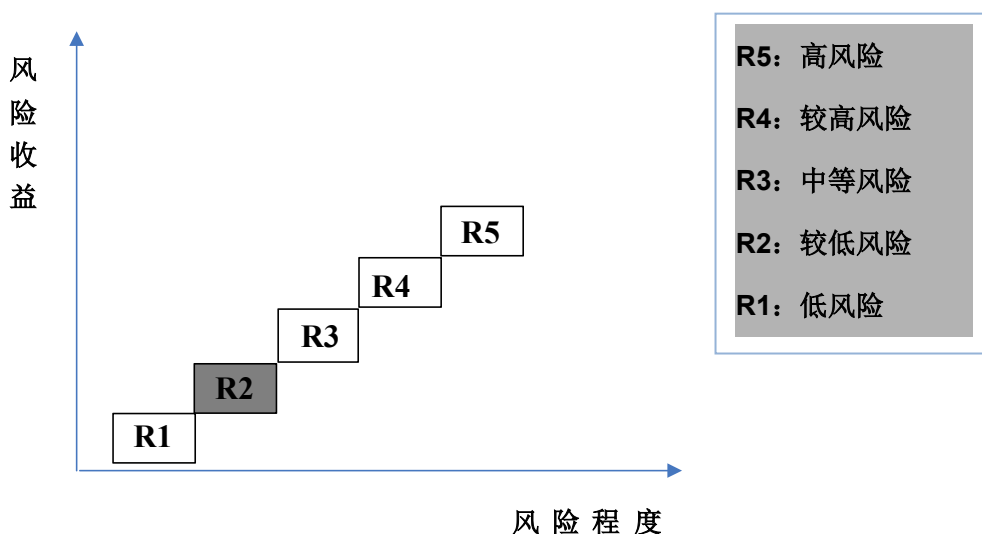 风险收益
R5
R4
R3
R2
R1
风险程度
R5：高风险
R4：较高风险
R3：中等风险
R2：较低风险
R1：低风险